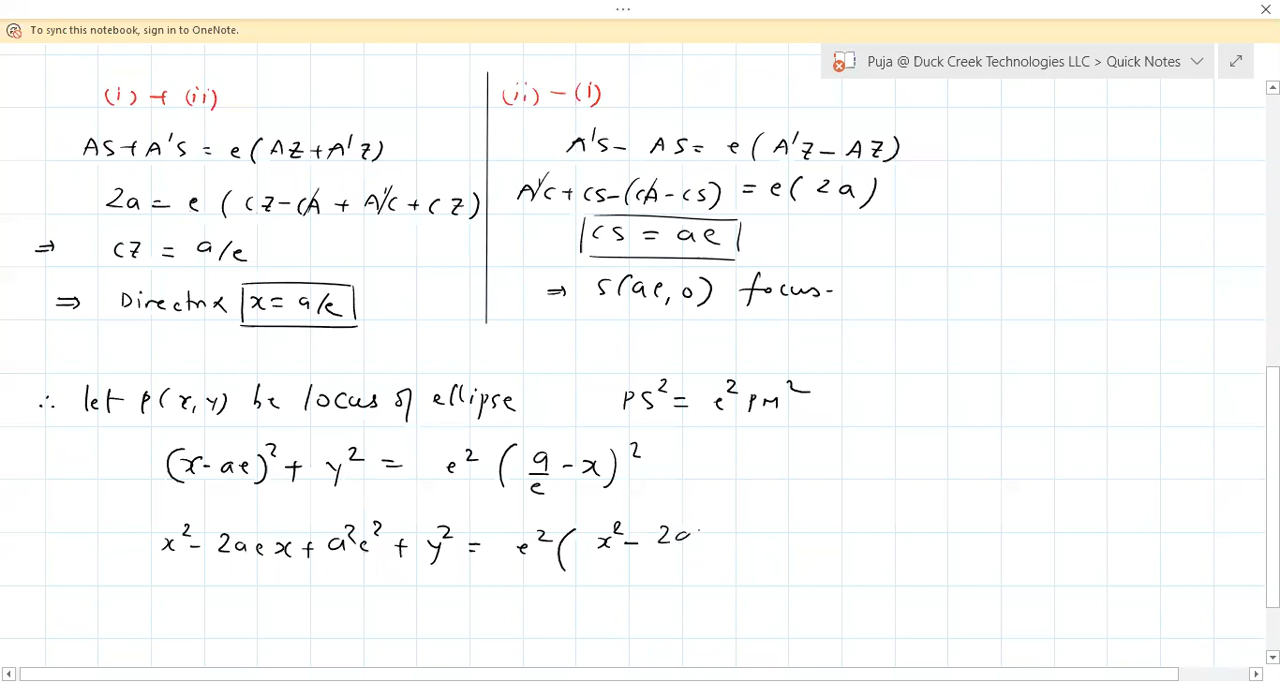 To sync this notebook, sign in to OneNote.
Puja @ Duck Creek Technologies LLC > Quick Notes
(i) + (ii)
AS+A'S = e(AZ+A'Z)
2a = e (CZ-CA + A'C + CZ)
⇒ CZ = a/e
⇒ Directrix x = a/e
(ii) - (i)
A'S - AS = e (A'Z - AZ)
A'C + CS - (CA - CS) = e(2a)
CS = ae
⇒ S(ae, 0) focus.
∴ let P(x, y) be locus of ellipse PS² = e² PM²
(x-ae)² + y² = e² (a/e - x)²
x² - 2aex + a²e² + y² = e² ( x² - 2a